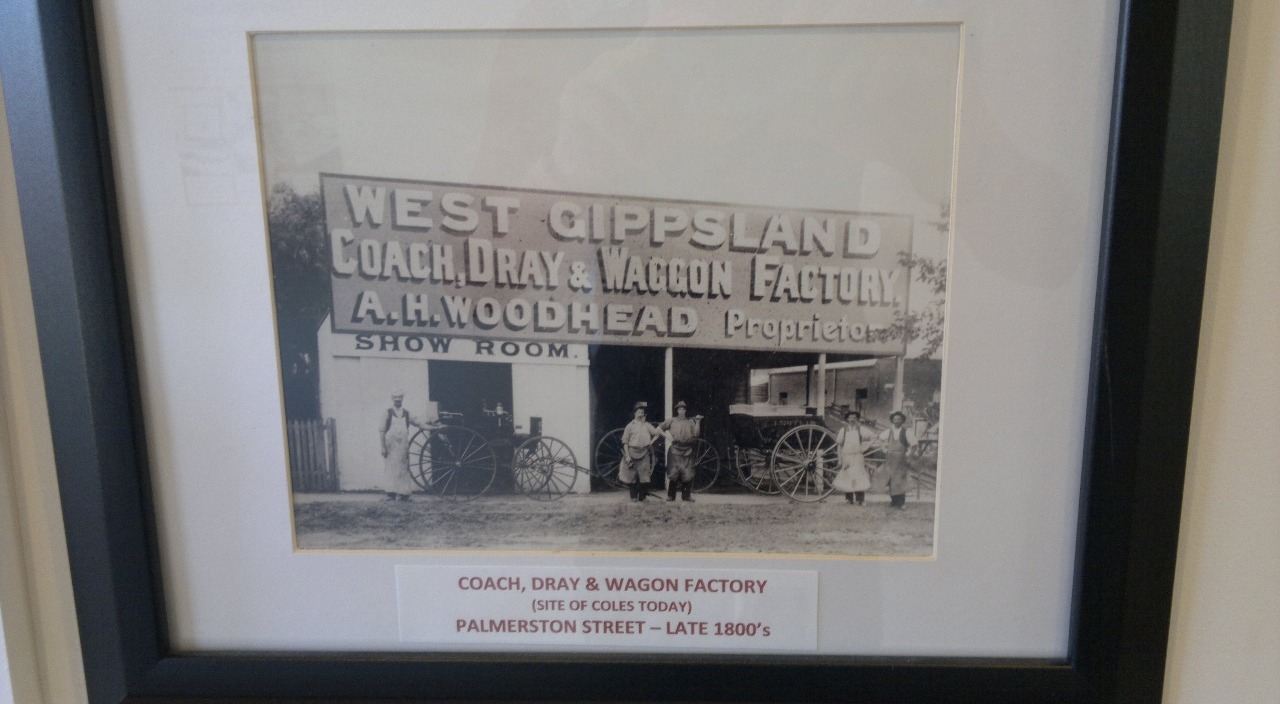 WEST GIPPSLAND
COACH, DRAY & WAGGON FACTORY,
A.H. WOODHEAD Proprietor
SHOW ROOM.
COACH, DRAY & WAGON FACTORY
(SITE OF COLES TODAY)
PALMERSTON STREET – LATE 1800's